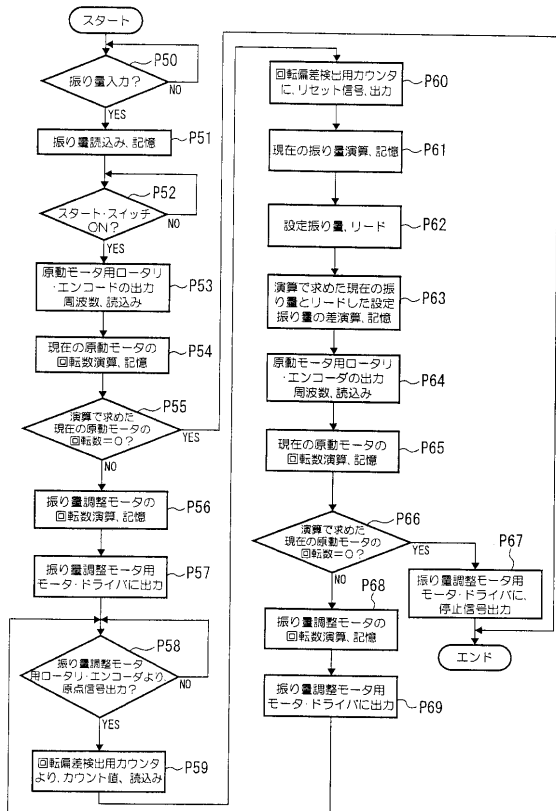 スタート
P50
振り量入力?
NO
YES
P51
振り量読込み、記憶
P52
スタート・スイッチ
ON?
NO
YES
原動モータ用ロータリ
・エンコードの出力
周波数、読込み
P53
現在の原動モータの
回転数演算、記憶
P54
P55
演算で求めた
現在の原動モータの
回転数=0?
YES
NO
振り量調整モータの
回転数演算、記憶
P56
振り量調整モータ用
モータ・ドライバに出力
P57
P58
振り量調整モータ
用ロータリ・エンコーダより、
原点信号出力?
NO
YES
回転偏差検出用カウンタ
より、カウント値、読込み
P59
回転偏差検出用カウンタ
に、リセット信号、出力
P60
現在の振り量演算、記憶
P61
設定振り量、リード
P62
演算で求めた現在の振
り量とリードした設定
振り量の差演算、記憶
P63
原動モータ用ロータリ
・エンコーダの出力
周波数、読込み
P64
現在の原動モータの
回転数演算、記憶
P65
P66
演算で求めた
現在の原動モータの
回転数=0?
YES
NO
P67
振り量調整モータ用
モータ・ドライバに、
停止信号出力
エンド
P68
振り量調整モータの
回転数演算、記憶
振り量調整モータ用
モータ・ドライバに出力
P69